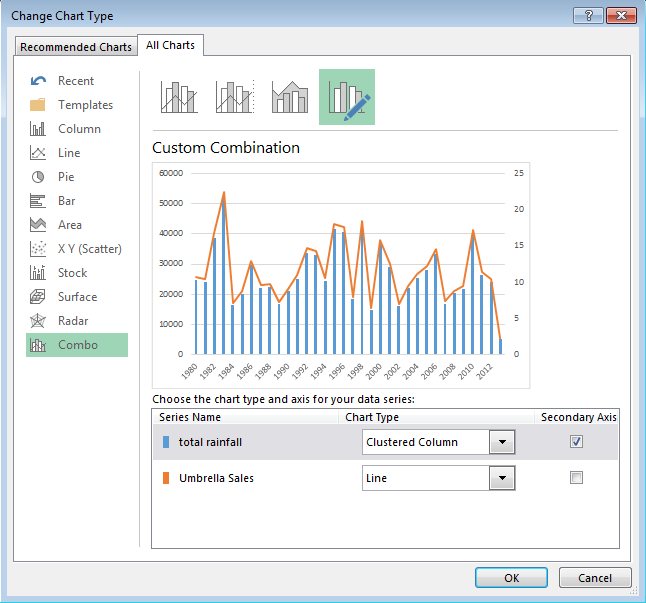 Change Chart Type
?
Recommended Charts
All Charts
Recent
Templates
Column
Line
Pie
Bar
Area
X Y (Scatter)
Stock
Surface
Radar
Combo
Custom Combination
60000
50000
40000
30000
20000
10000
0
25
20
15
10
5
0
1980
1982
1984
1986
1988
1990
1992
1994
1996
1998
2000
2002
2004
2006
2008
2010
2012
Choose the chart type and axis for your data series:
Series Name Chart Type Secondary Axis
total rainfall Clustered Column
Umbrella Sales Line
OK Cancel